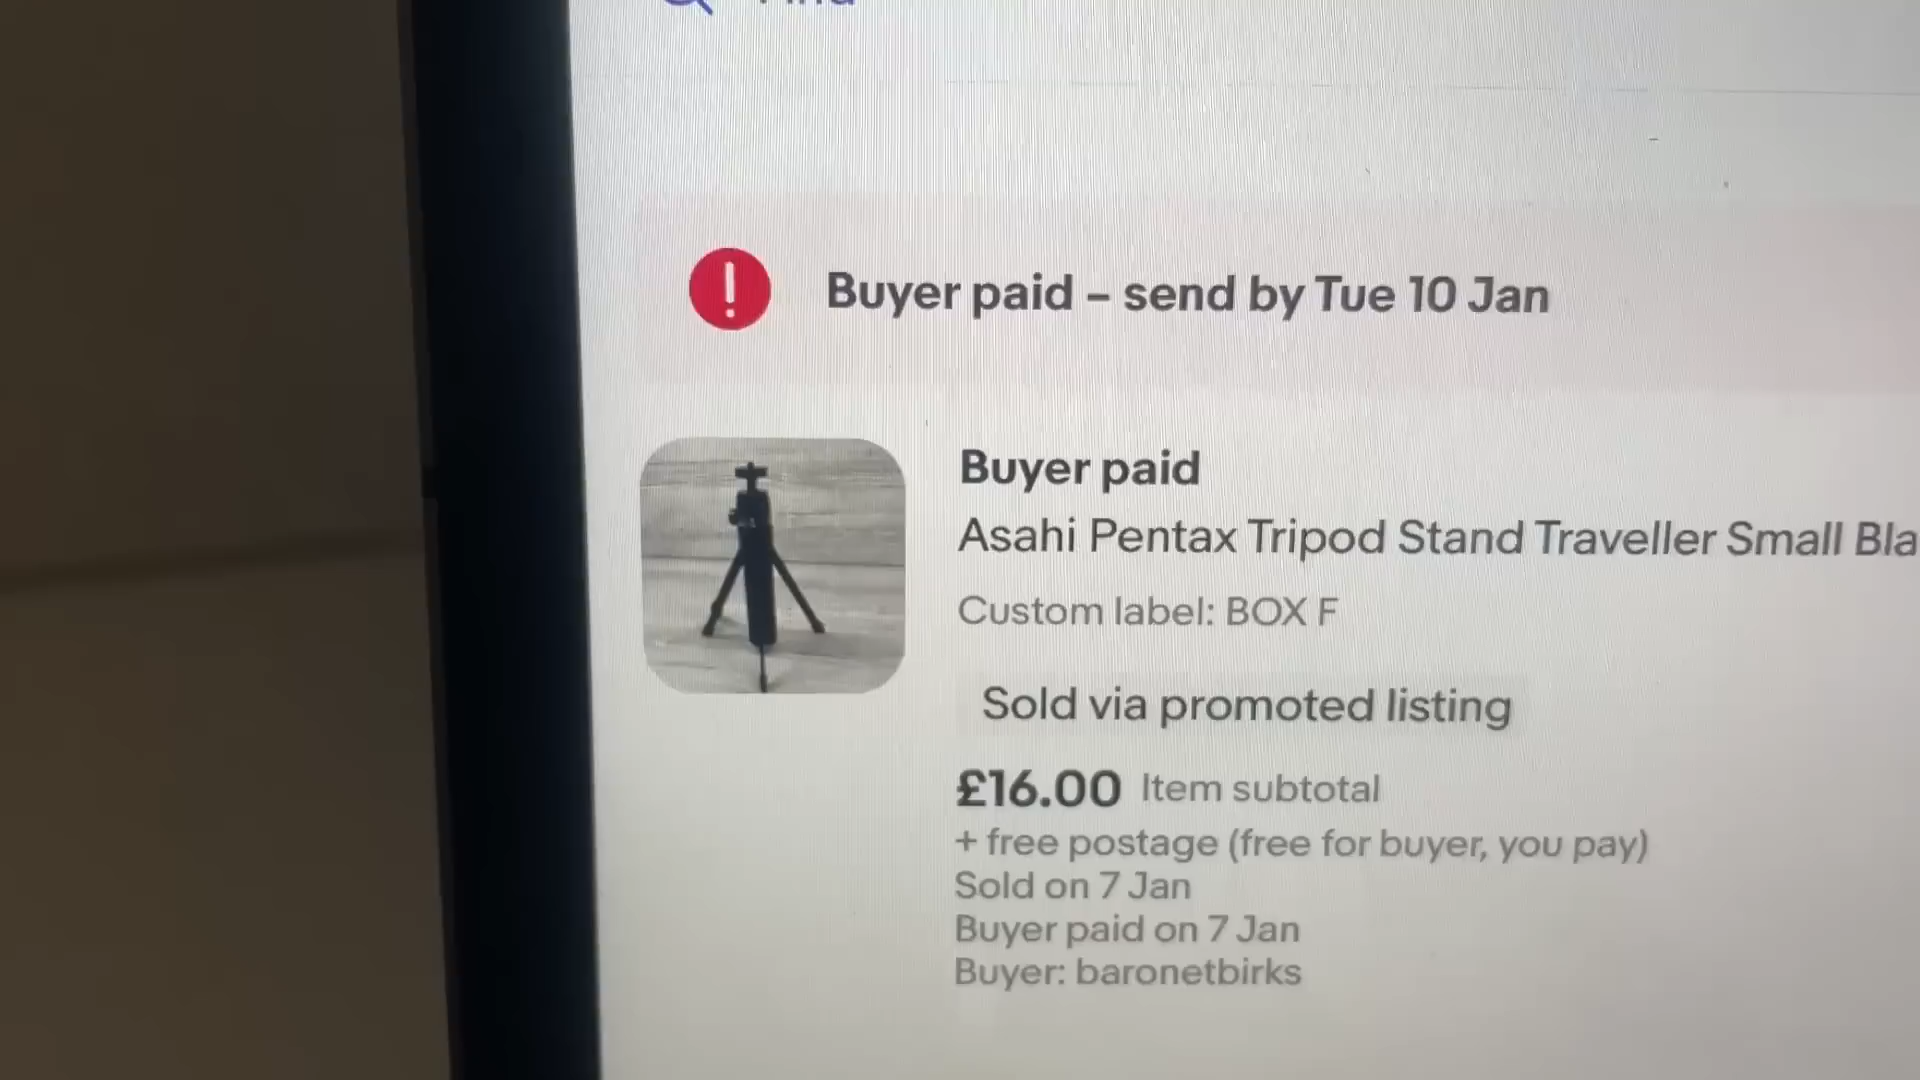 Find
Buyer paid – send by Tue 10 Jan
Buyer paid
Asahi Pentax Tripod Stand Traveller Small Bla
Custom label: BOX F
Sold via promoted listing
£16.00 Item subtotal
+ free postage (free for buyer, you pay)
Sold on 7 Jan
Buyer paid on 7 Jan
Buyer: baronetbirks